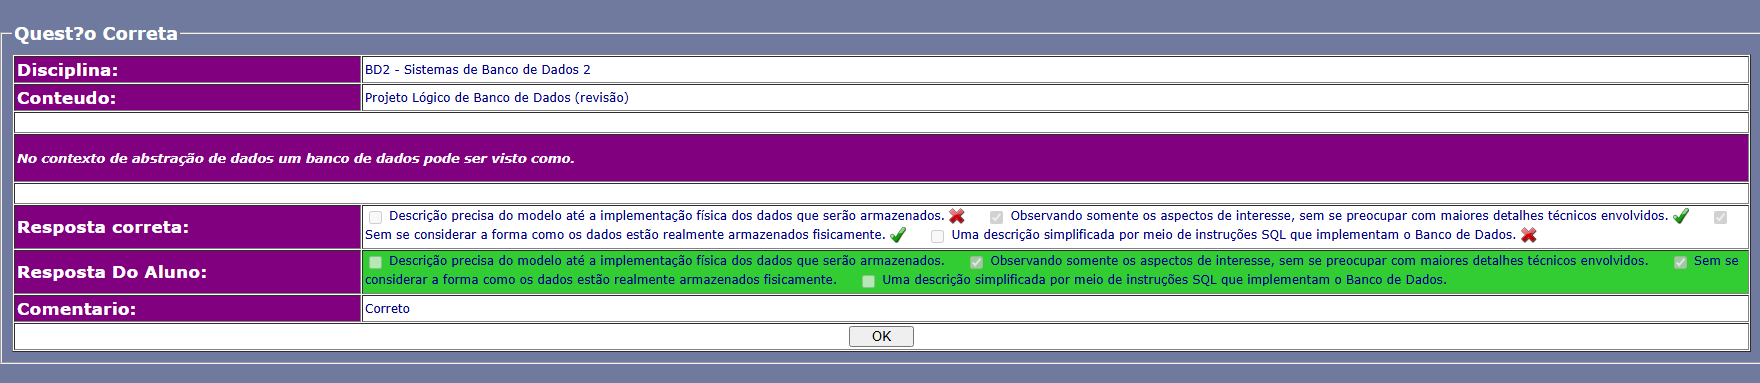 Quest?o Correta
Disciplina: BD2 - Sistemas de Banco de Dados 2
Conteudo: Projeto Lógico de Banco de Dados (revisão)
No contexto de abstração de dados um banco de dados pode ser visto como.
Resposta correta: Descrição precisa do modelo até a implementação física dos dados que serão armazenados. Observando somente os aspectos de interesse, sem se preocupar com maiores detalhes técnicos envolvidos.
Sem se considerar a forma como os dados estão realmente armazenados fisicamente. Uma descrição simplificada por meio de instruções SQL que implementam o Banco de Dados.
Resposta Do Aluno: Descrição precisa do modelo até a implementação física dos dados que serão armazenados. Observando somente os aspectos de interesse, sem se preocupar com maiores detalhes técnicos envolvidos. Sem se
considerar a forma como os dados estão realmente armazenados fisicamente. Uma descrição simplificada por meio de instruções SQL que implementam o Banco de Dados.
Comentario: Correto
OK